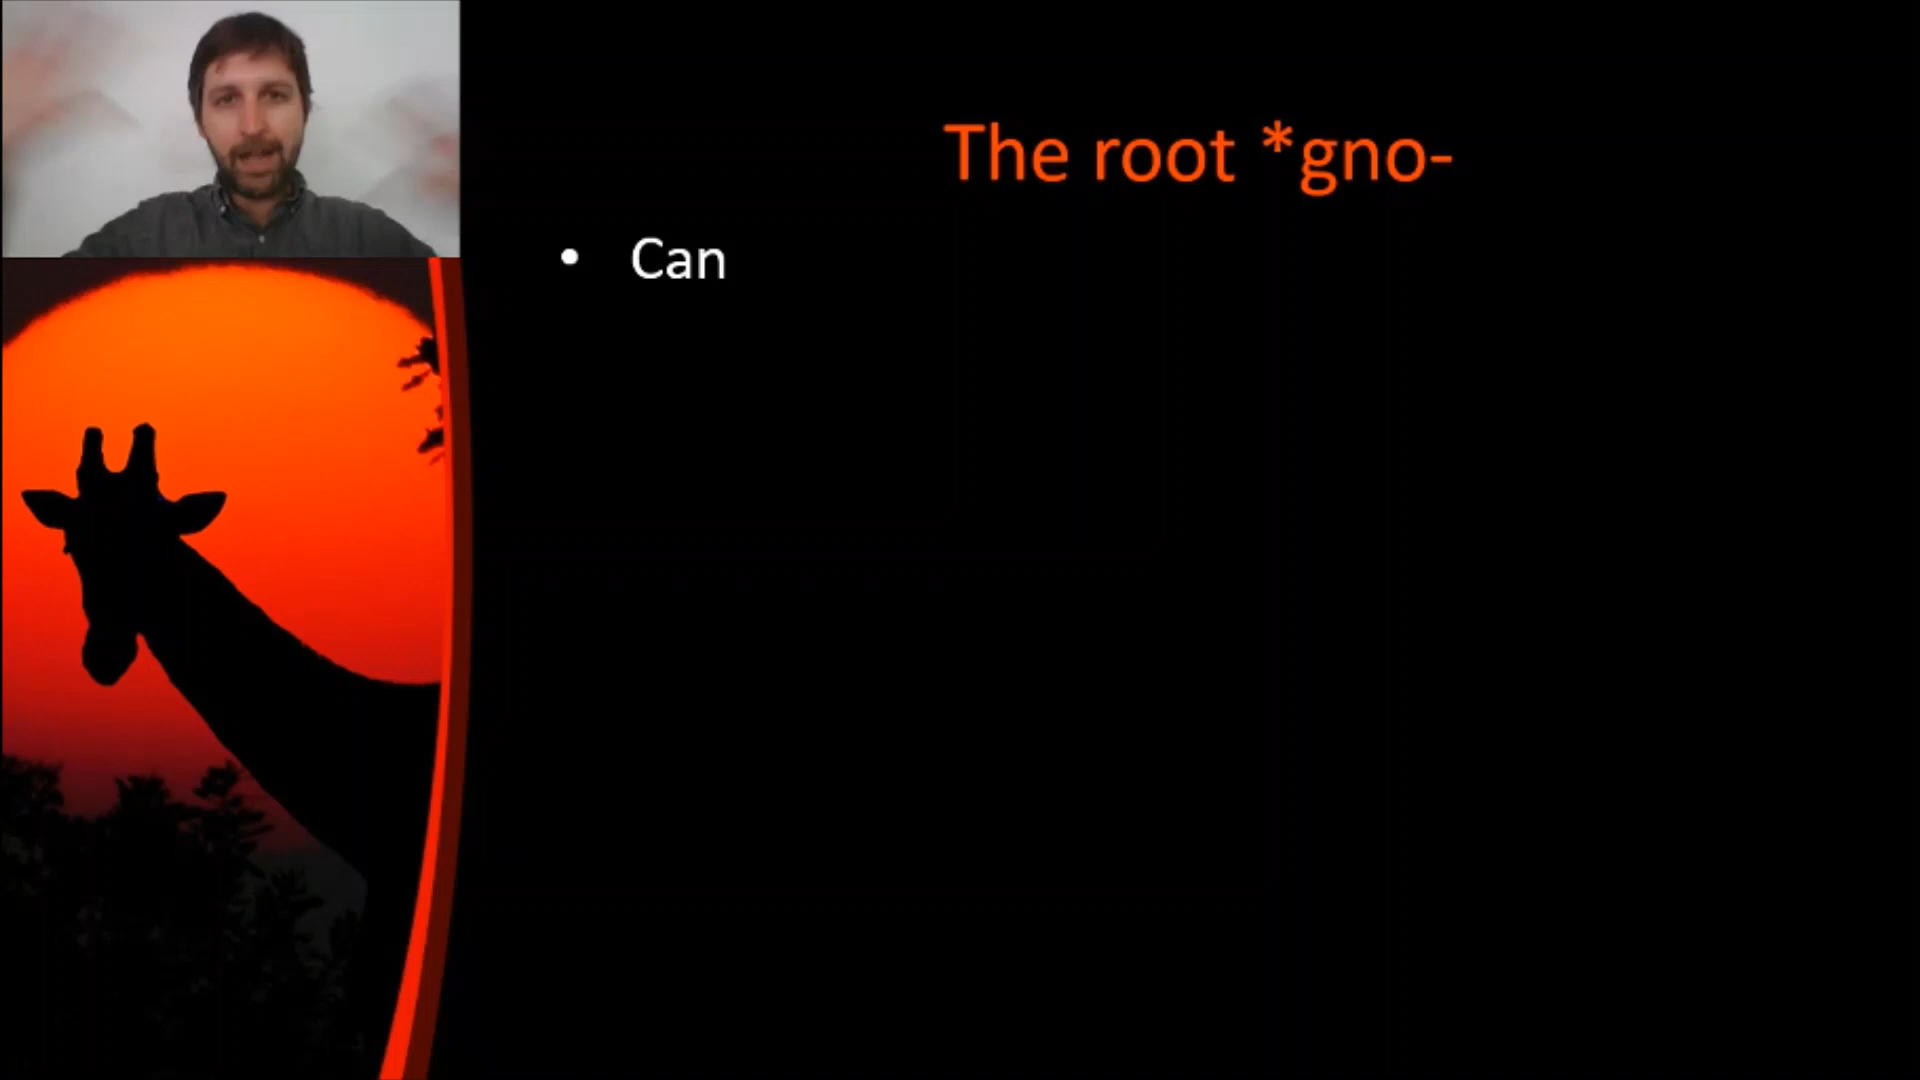 The root *gno-
• Can